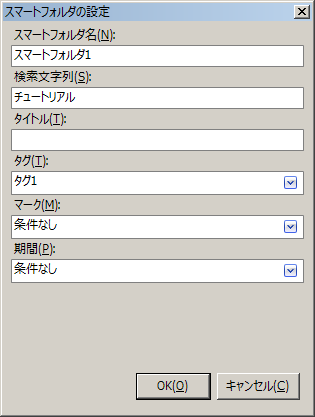 スマートフォルダの設定
スマートフォルダ名(N):
スマートフォルダ1
検索文字列(S):
チュートリアル
タイトル(T):
タグ(T):
タグ1
マーク(M):
条件なし
期間(P):
条件なし
OK(O) キャンセル(C)